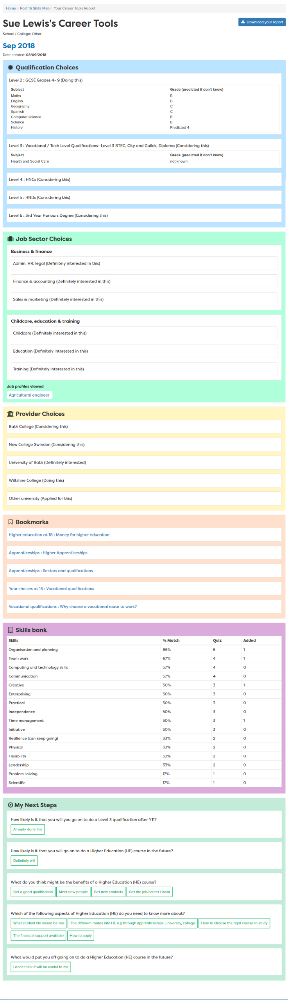 Home / Post 16 Skills Map / Your Career Tools Report
Sue Lewis's Career Tools
Download your report
School / College: Other
Sep 2018
Date created: 03/09/2018
Qualification Choices
Level 2 : GCSE Grades 4- 9 (Doing this)
Subject Grade (predicted if don't know)
Maths B
English B
Geography C
Spanish C
Computer science B
Science B
History Predicted 4
Level 3 : Vocational / Tech Level Qualifications- Level 3 BTEC, City and Guilds, Diploma (Considering this)
Subject Grade (predicted if don't know)
Health and Social Care not known
Level 4 : HNCs (Considering this)
Level 5 : HNDs (Considering this)
Level 6 : 3rd Year Honours Degree (Considering this)
Job Sector Choices
Business & finance
Admin, HR, legal (Definitely interested in this)
Finance & accounting (Definitely interested in this)
Sales & marketing (Definitely interested in this)
Childcare, education & training
Childcare (Definitely interested in this)
Education (Definitely interested in this)
Training (Definitely interested in this)
Job profiles viewed
Agricultural engineer
Provider Choices
Bath College (Considering this)
New College Swindon (Considering this)
University of Bath (Definitely interested)
Wiltshire College (Doing this)
Other university (Applied for this)
Bookmarks
Higher education at 18 : Money for higher education
Apprenticeships : Higher Apprenticeships
Apprenticeships : Sectors and qualifications
Your choices at 16 : Vocational qualifications
Vocational qualifications : Why choose a vocational route to work?
Skills bank
Skills % Match Quiz Added
Organisation and planning 86% 6 1
Team work 67% 4 1
Computing and technology skills 57% 4 0
Communication 57% 4 0
Creative 50% 3 1
Enterprising 50% 3 0
Practical 50% 3 0
Independence 50% 3 0
Time management 50% 3 1
Initiative 50% 3 0
Resilience (can keep going) 33% 2 0
Physical 33% 2 0
Flexibility 33% 2 0
Leadership 33% 2 0
Problem solving 17% 1 0
Scientific 17% 1 0
My Next Steps
How likely is it that you will you go on to do a Level 3 qualification after Y11?
Already done this
How likely is it that you will go on to do a Higher Education (HE) course in the future?
Definitely will
What do you think might be the benefits of a Higher Education (HE) course?
Get a good qualification Meet new people Get new contacts Get the job/career I want
Which of the following aspects of Higher Education (HE) do you need to know more about?
What student life would be like The different routes into HE e.g through apprenticeships, university, college How to choose the right course to study
The financial support available How to apply
What would put you off going on to do a Higher Education (HE) course in the future?
I don't think it will be useful to me